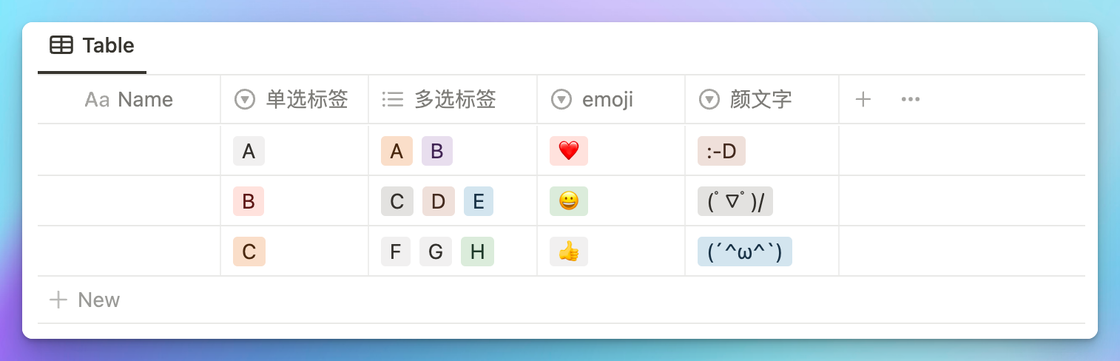 Table
Aa Name 单选标签 多选标签 emoji 颜文字
A A B ❤️ :-D
B C D E 😀 (ﾟ▽ﾟ)/
C F G H 👍 (´^ω^`)
New